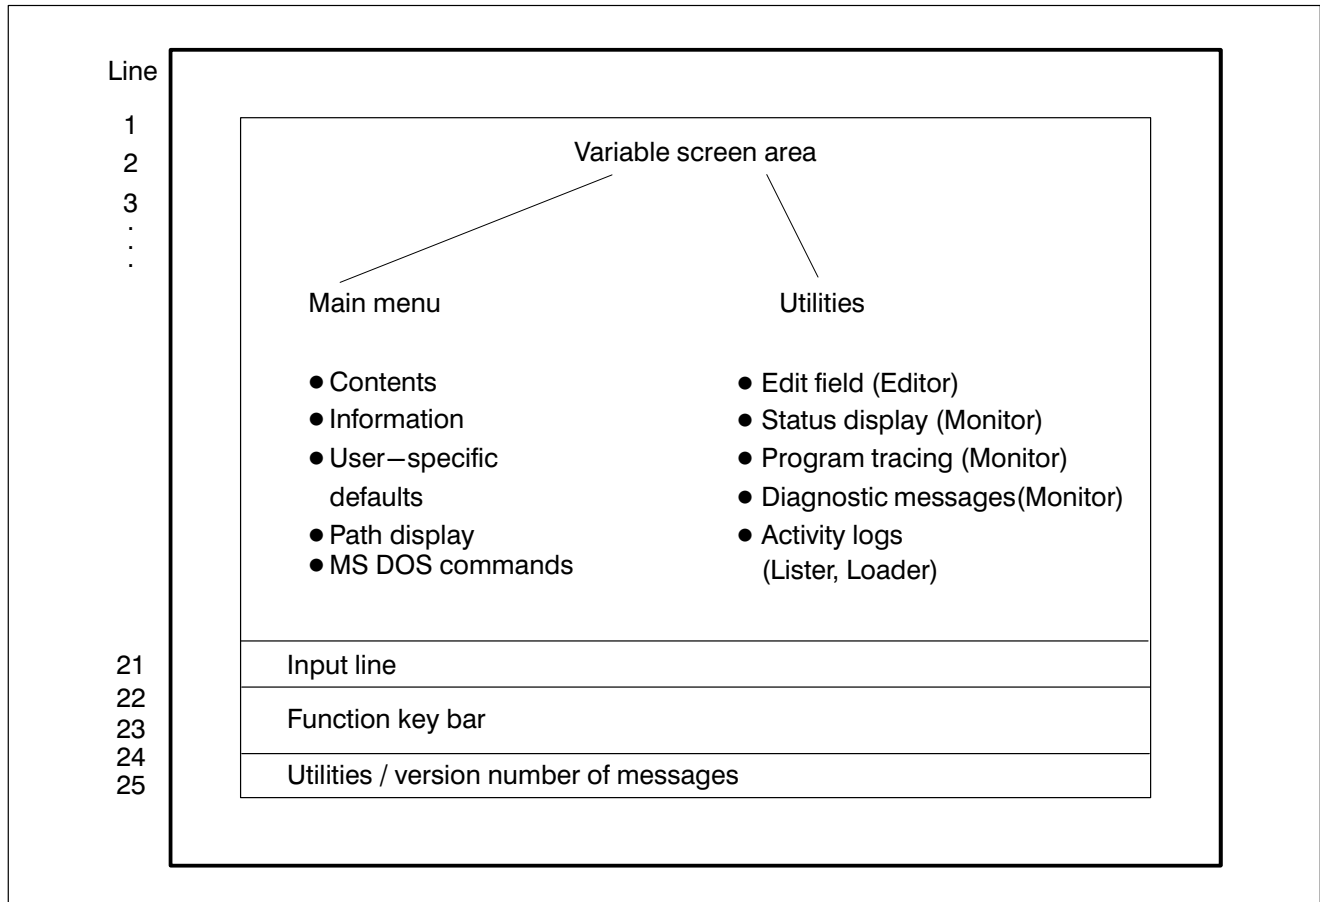 Line
1
2
3
.
.
.
Variable screen area
Main menu
● Contents
● Information
● User–specific
defaults
● Path display
● MS DOS commands
Utilities
● Edit field (Editor)
● Status display (Monitor)
● Program tracing (Monitor)
● Diagnostic messages(Monitor)
● Activity logs
(Lister, Loader)
21
Input line
22
23
Function key bar
24
25
Utilities / version number of messages